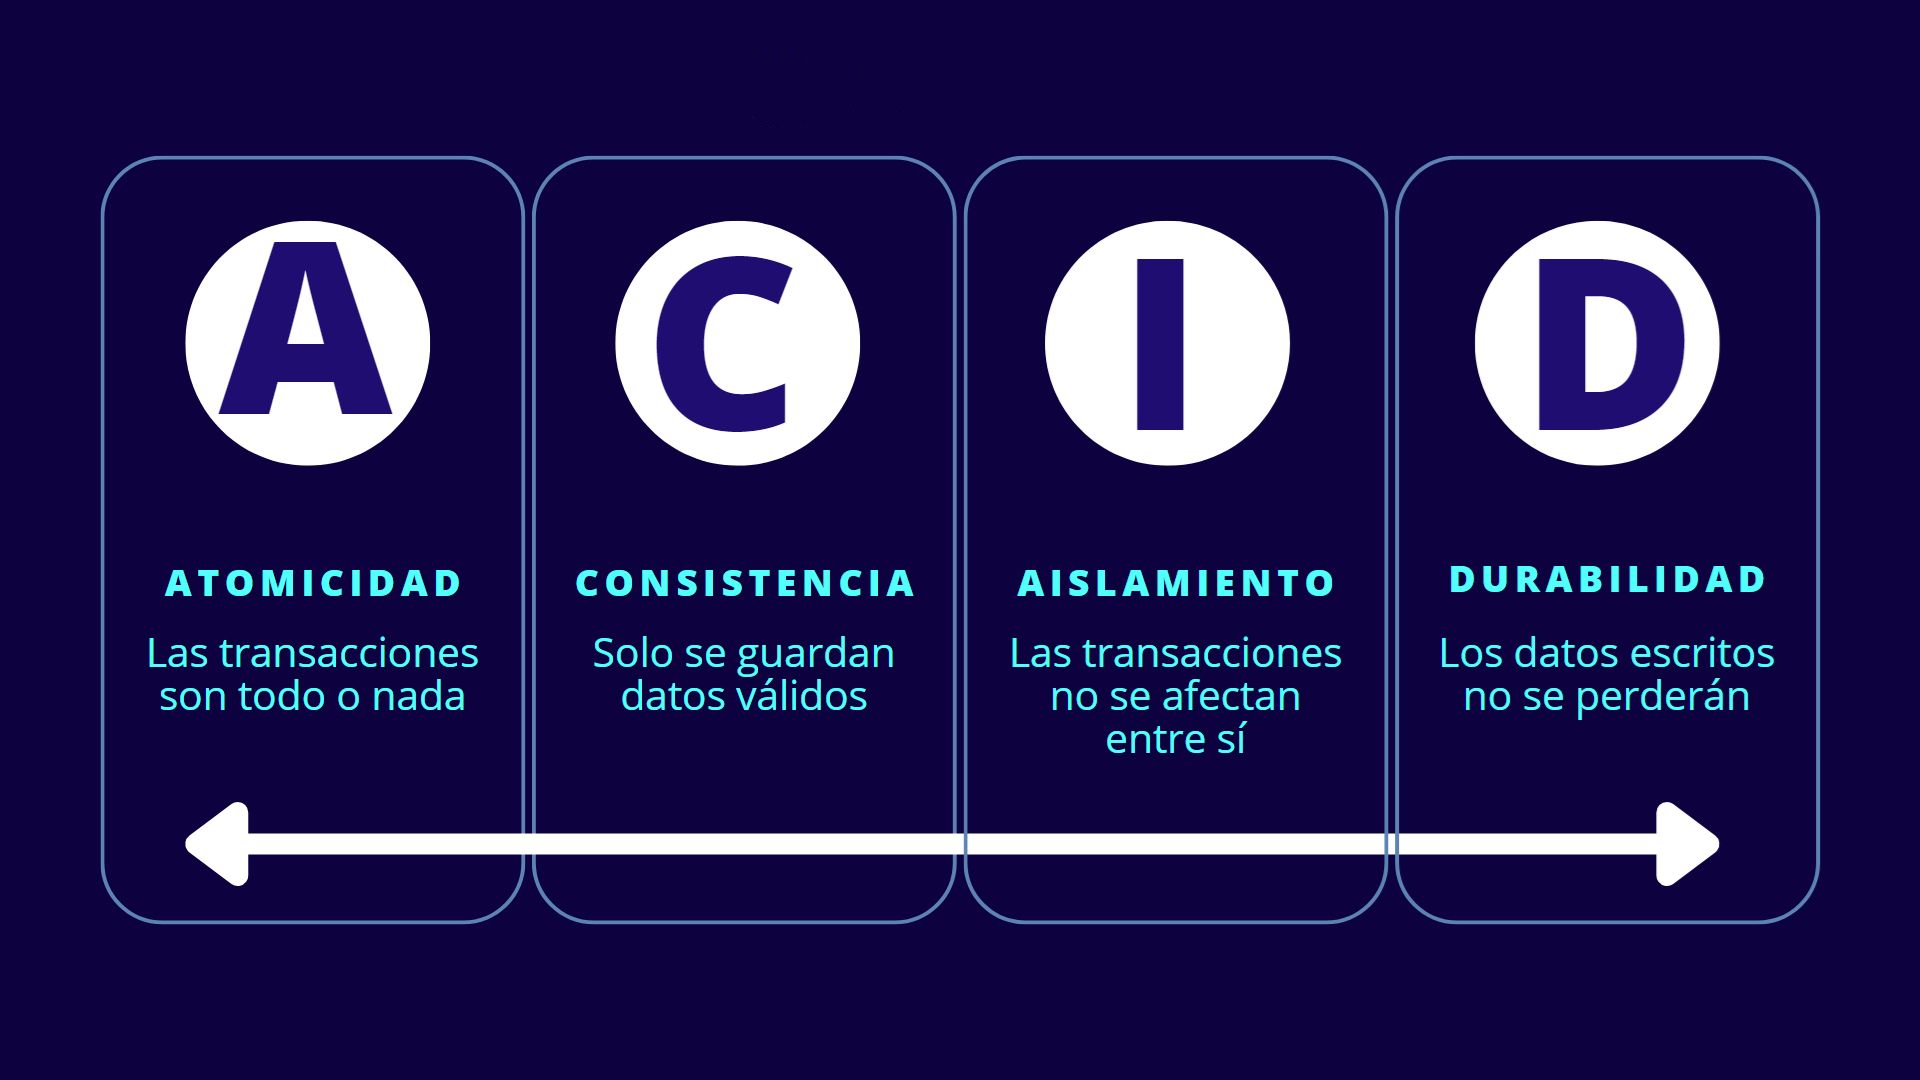 A
C
I
D
ATOMICIDAD
Las transacciones
son todo o nada
CONSISTENCIA
Solo se guardan
datos válidos
AISLAMIENTO
Las transacciones
no se afectan
entre sí
DURABILIDAD
Los datos escritos
no se perderán